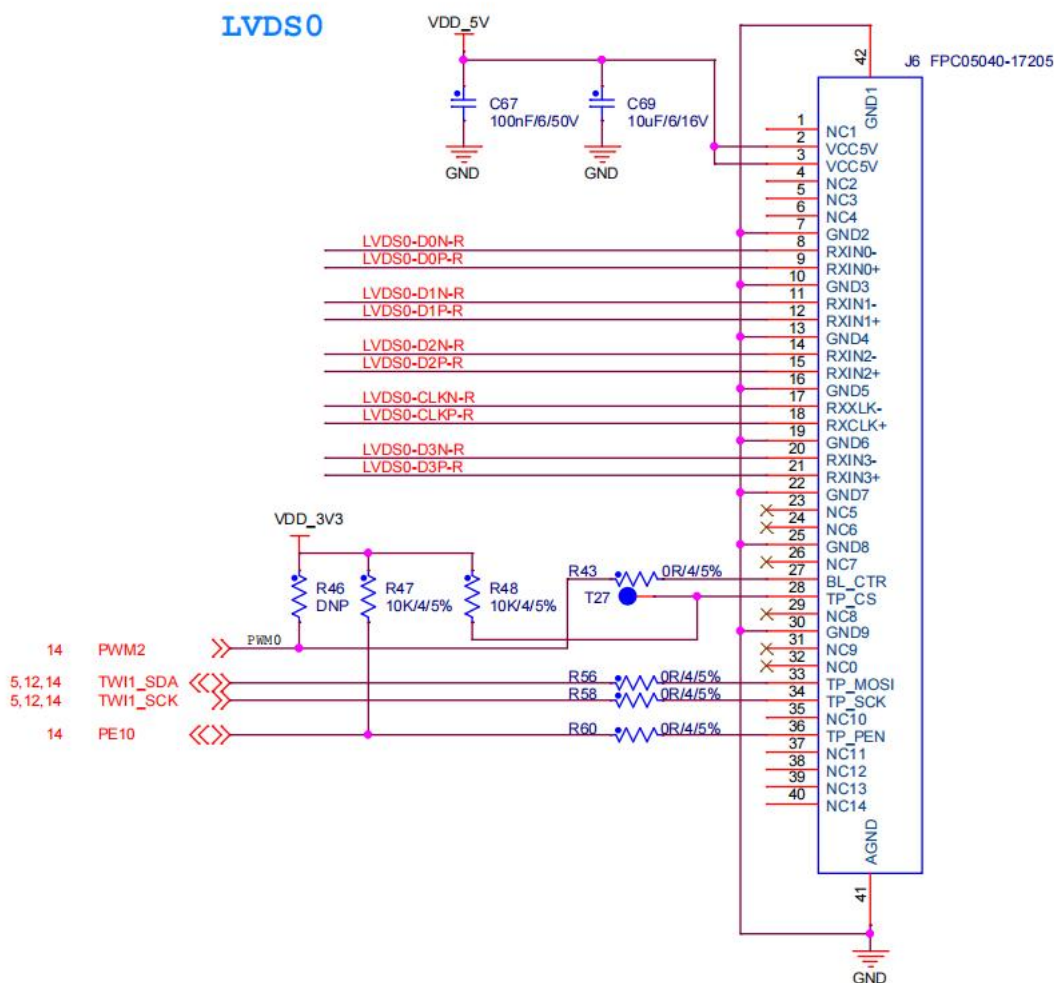 LVDS0
VDD_5V
J6 FPC05040-17205
42
GND1
C67
100nF/6/50V
C69
10uF/6/16V
GND
GND
1 NC1
2 VCC5V
3 VCC5V
4 NC2
5 NC3
6 NC4
7 GND2
LVDS0-D0N-R 8 RXIN0-
LVDS0-D0P-R 9 RXIN0+
10 GND3
LVDS0-D1N-R 11 RXIN1-
LVDS0-D1P-R 12 RXIN1+
13 GND4
LVDS0-D2N-R 14 RXIN2-
LVDS0-D2P-R 15 RXIN2+
16 GND5
LVDS0-CLKN-R 17 RXXLK-
LVDS0-CLKP-R 18 RXCLK+
19 GND6
LVDS0-D3N-R 20 RXIN3-
LVDS0-D3P-R 21 RXIN3+
22 GND7
23 NC5
24 NC6
25 GND8
26 NC7
VDD_3V3
R46
DNP
R47
10K/4/5%
R48
10K/4/5%
R43 0R/4/5% 27 BL_CTR
T27 28 TP_CS
29 NC8
30 GND9
14 PWM2 PWM0 31 NC9
32 NC0
5,12,14 TWI1_SDA R56 0R/4/5% 33 TP_MOSI
5,12,14 TWI1_SCK R58 0R/4/5% 34 TP_SCK
35 NC10
14 PE10 R60 0R/4/5% 36 TP_PEN
37 NC11
38 NC12
39 NC13
40 NC14
AGND
41
GND